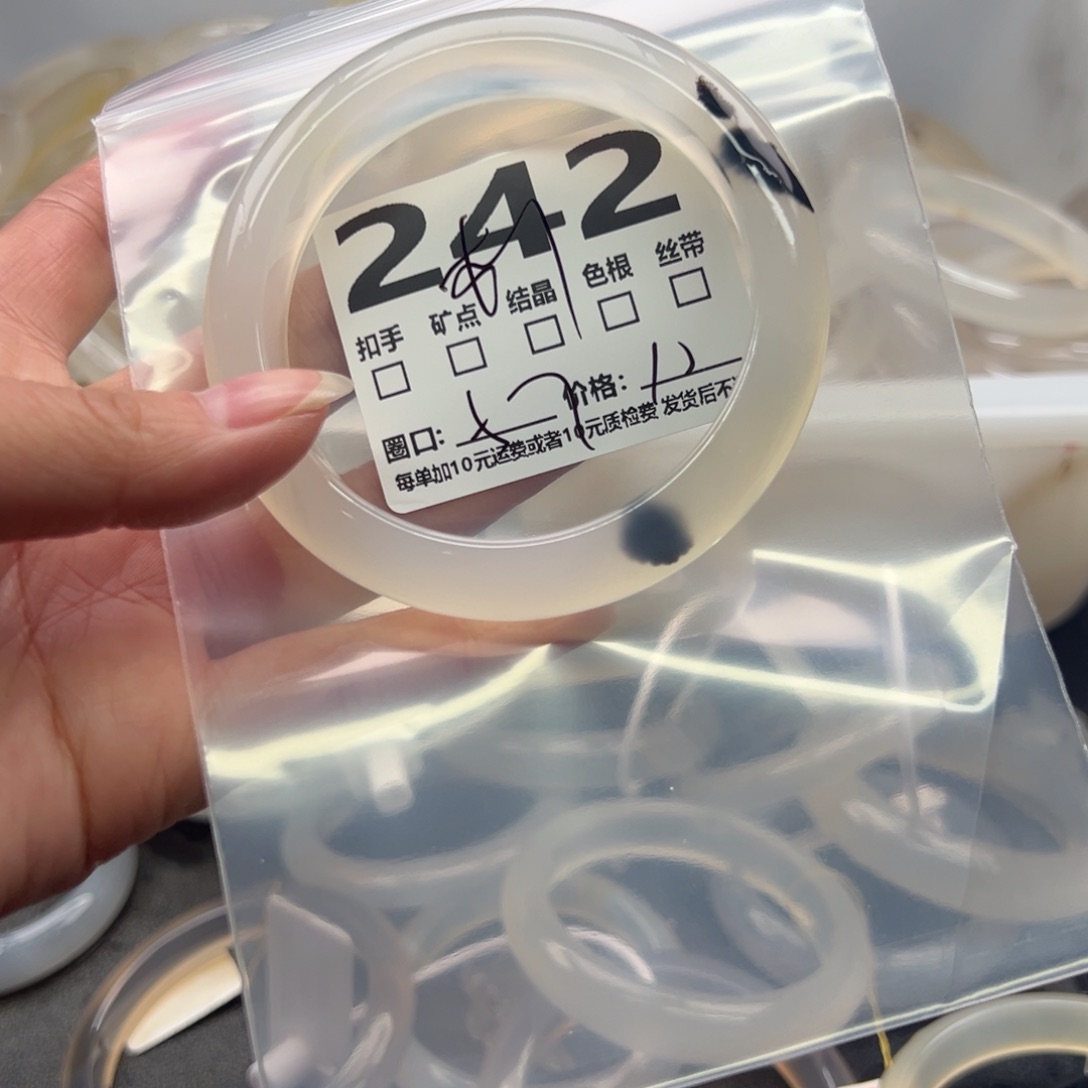 242
扣手 矿点 结晶 色根 丝带
圈口: 价格:
每单加10元运费或者10元质检费 发货后不